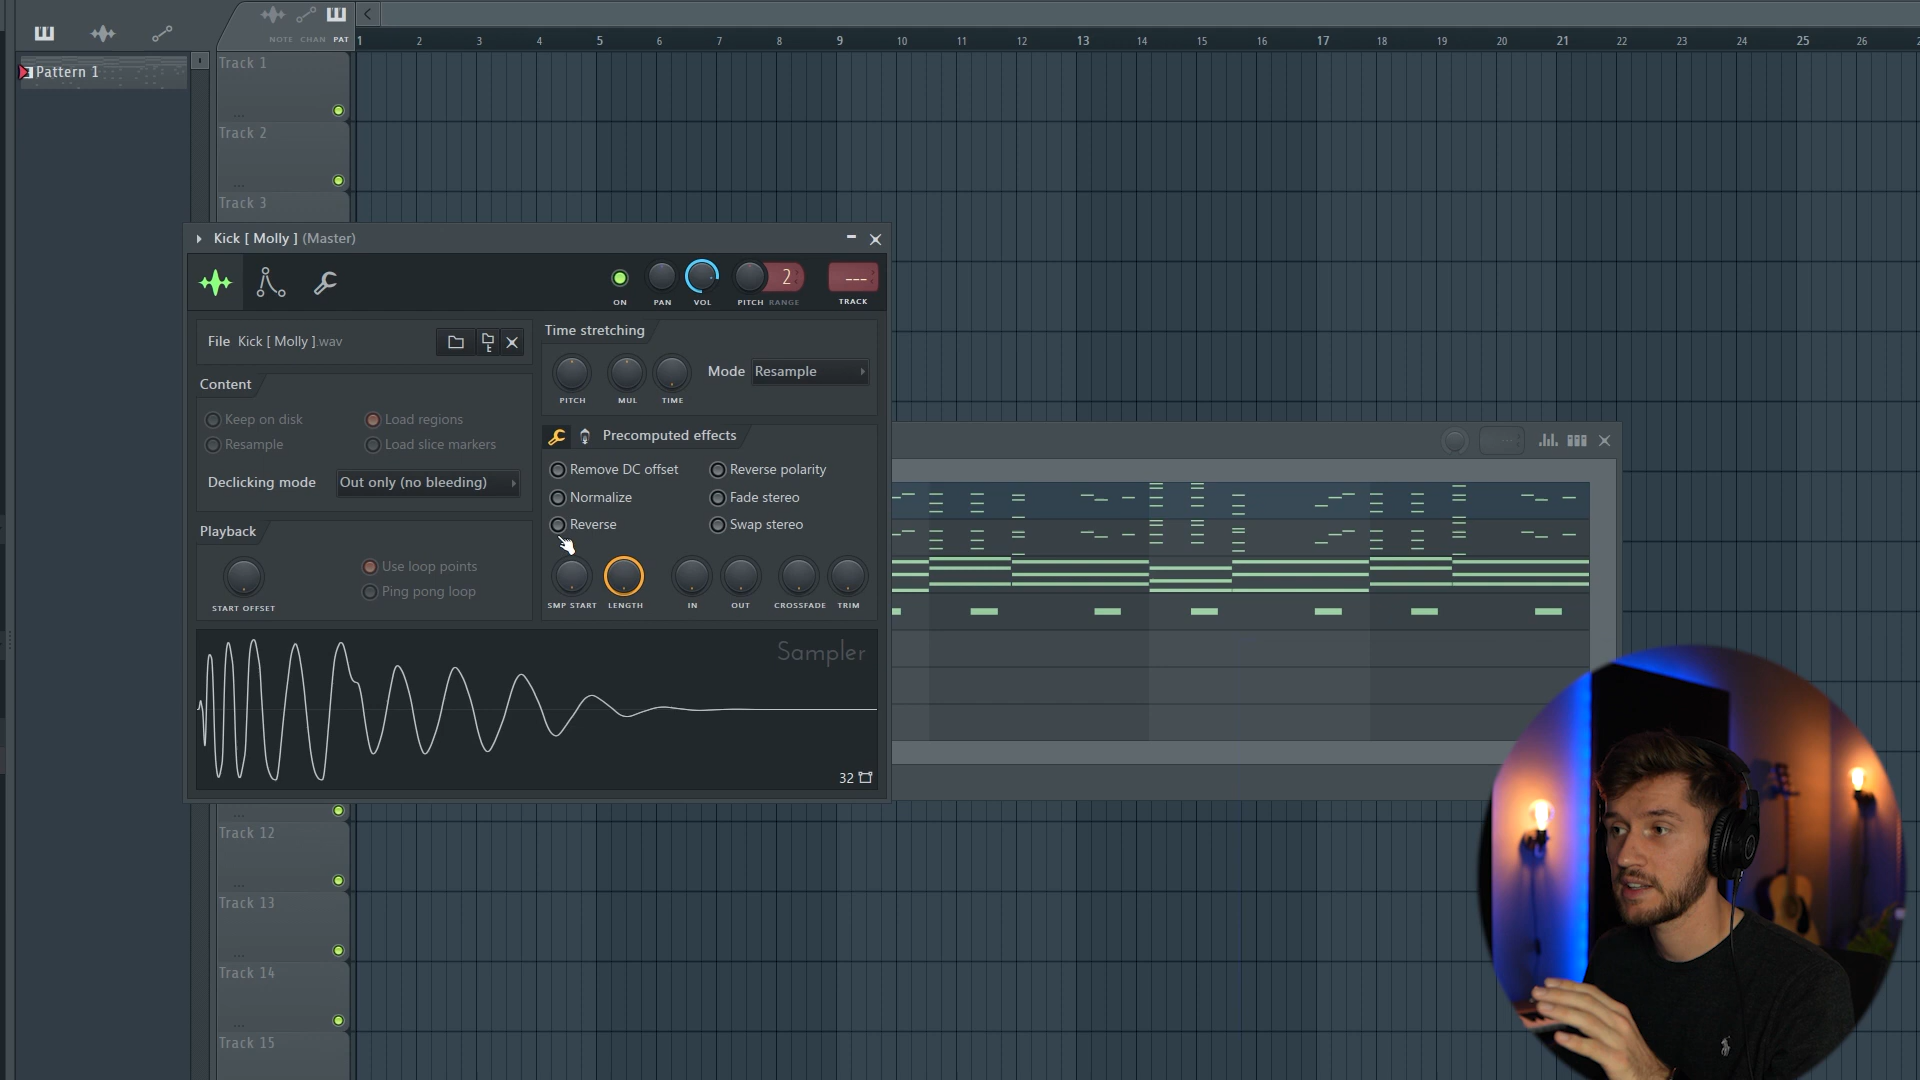 NOTE CHAN PAT
1 2 3 4 5 6 7 8 9 10 11 12 13 14 15 16 17 18 19 20 21 22 23 24 25 26
Pattern 1
Track 1
Track 2
Track 3
Kick [ Molly ] (Master)
2
---
ON PAN VOL PITCH RANGE TRACK
File Kick [ Molly ].wav
Time stretching
Mode Resample
PITCH MUL TIME
Content
Keep on disk
Load regions
Resample
Load slice markers
Declicking mode Out only (no bleeding)
Precomputed effects
Remove DC offset
Reverse polarity
Normalize
Fade stereo
Reverse
Swap stereo
Playback
Use loop points
Ping pong loop
START OFFSET
SMP START LENGTH IN OUT CROSSFADE TRIM
Sampler
32
Track 12
Track 13
Track 14
Track 15